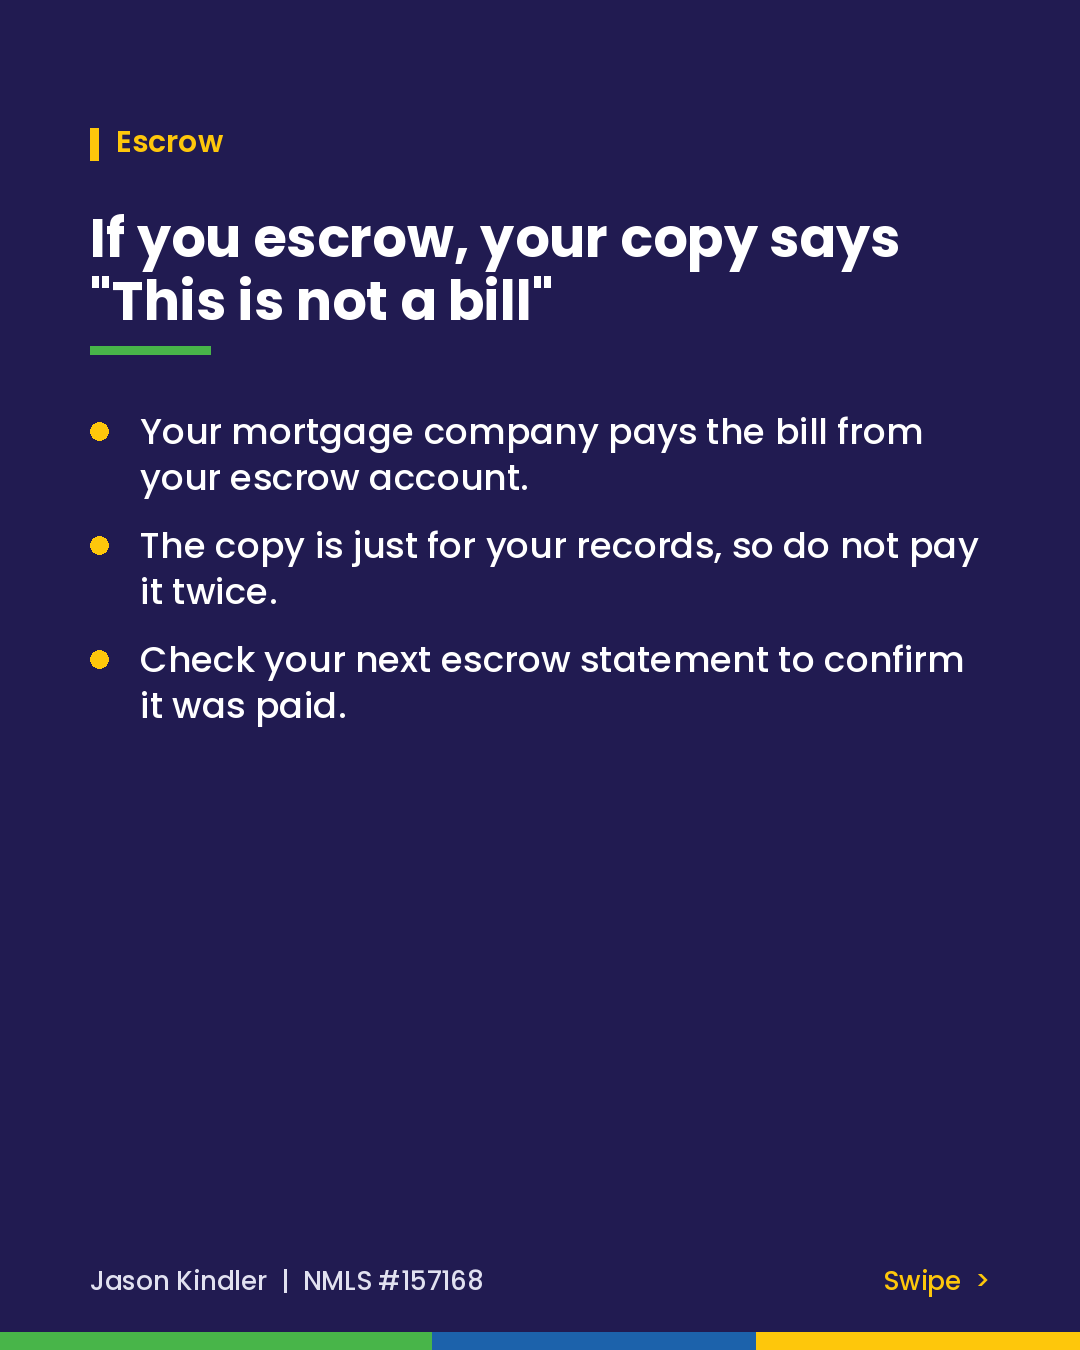 Escrow
If you escrow, your copy says
"This is not a bill"
Your mortgage company pays the bill from
your escrow account.
The copy is just for your records, so do not pay
it twice.
Check your next escrow statement to confirm
it was paid.
Jason Kindler | NMLS #157168
Swipe >